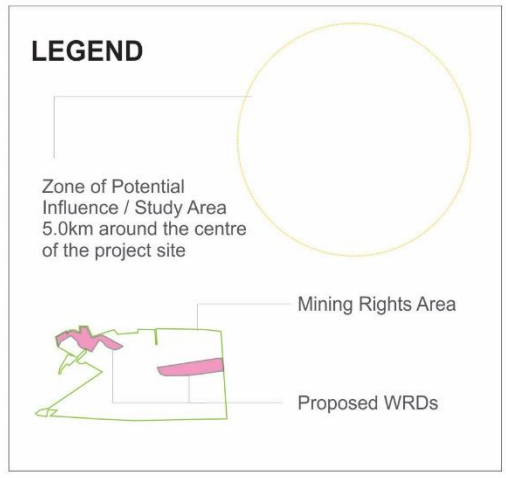 LEGEND
Zone of Potential
Influence / Study Area
5.0km around the centre
of the project site
Mining Rights Area
Proposed WRDs